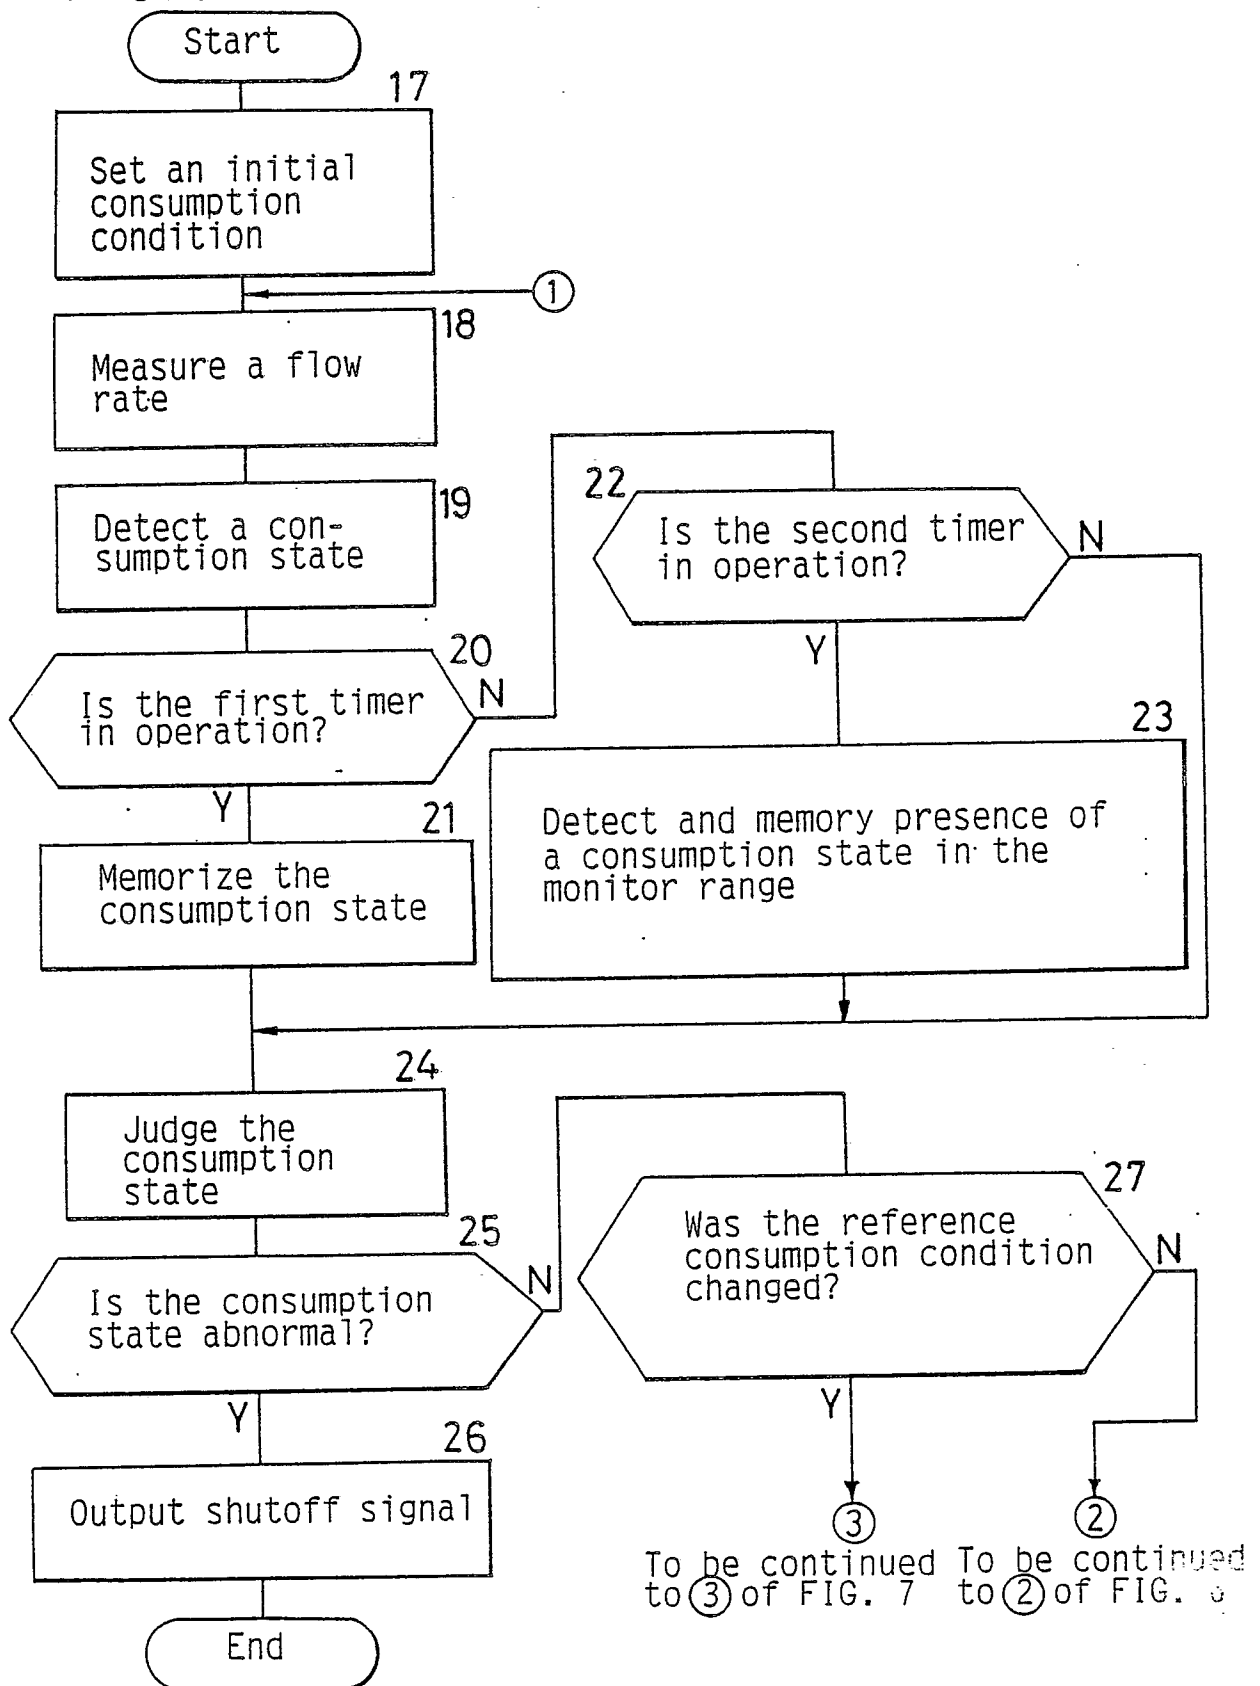 Start
17
Set an initial
consumption
condition
1
18
Measure a flow
rate
19
Detect a con-
sumption state
20
Is the first timer
in operation?
N
Y
22
Is the second timer
in operation?
N
Y
21
Memorize the
consumption state
23
Detect and memory presence of
a consumption state in the
monitor range
24
Judge the
consumption
state
25
Is the consumption
state abnormal?
N
Y
27
Was the reference
consumption condition
changed?
N
Y
26
Output shutoff signal
End
3
To be continued
to 3 of FIG. 7
2
To be continued
to 2 of FIG.